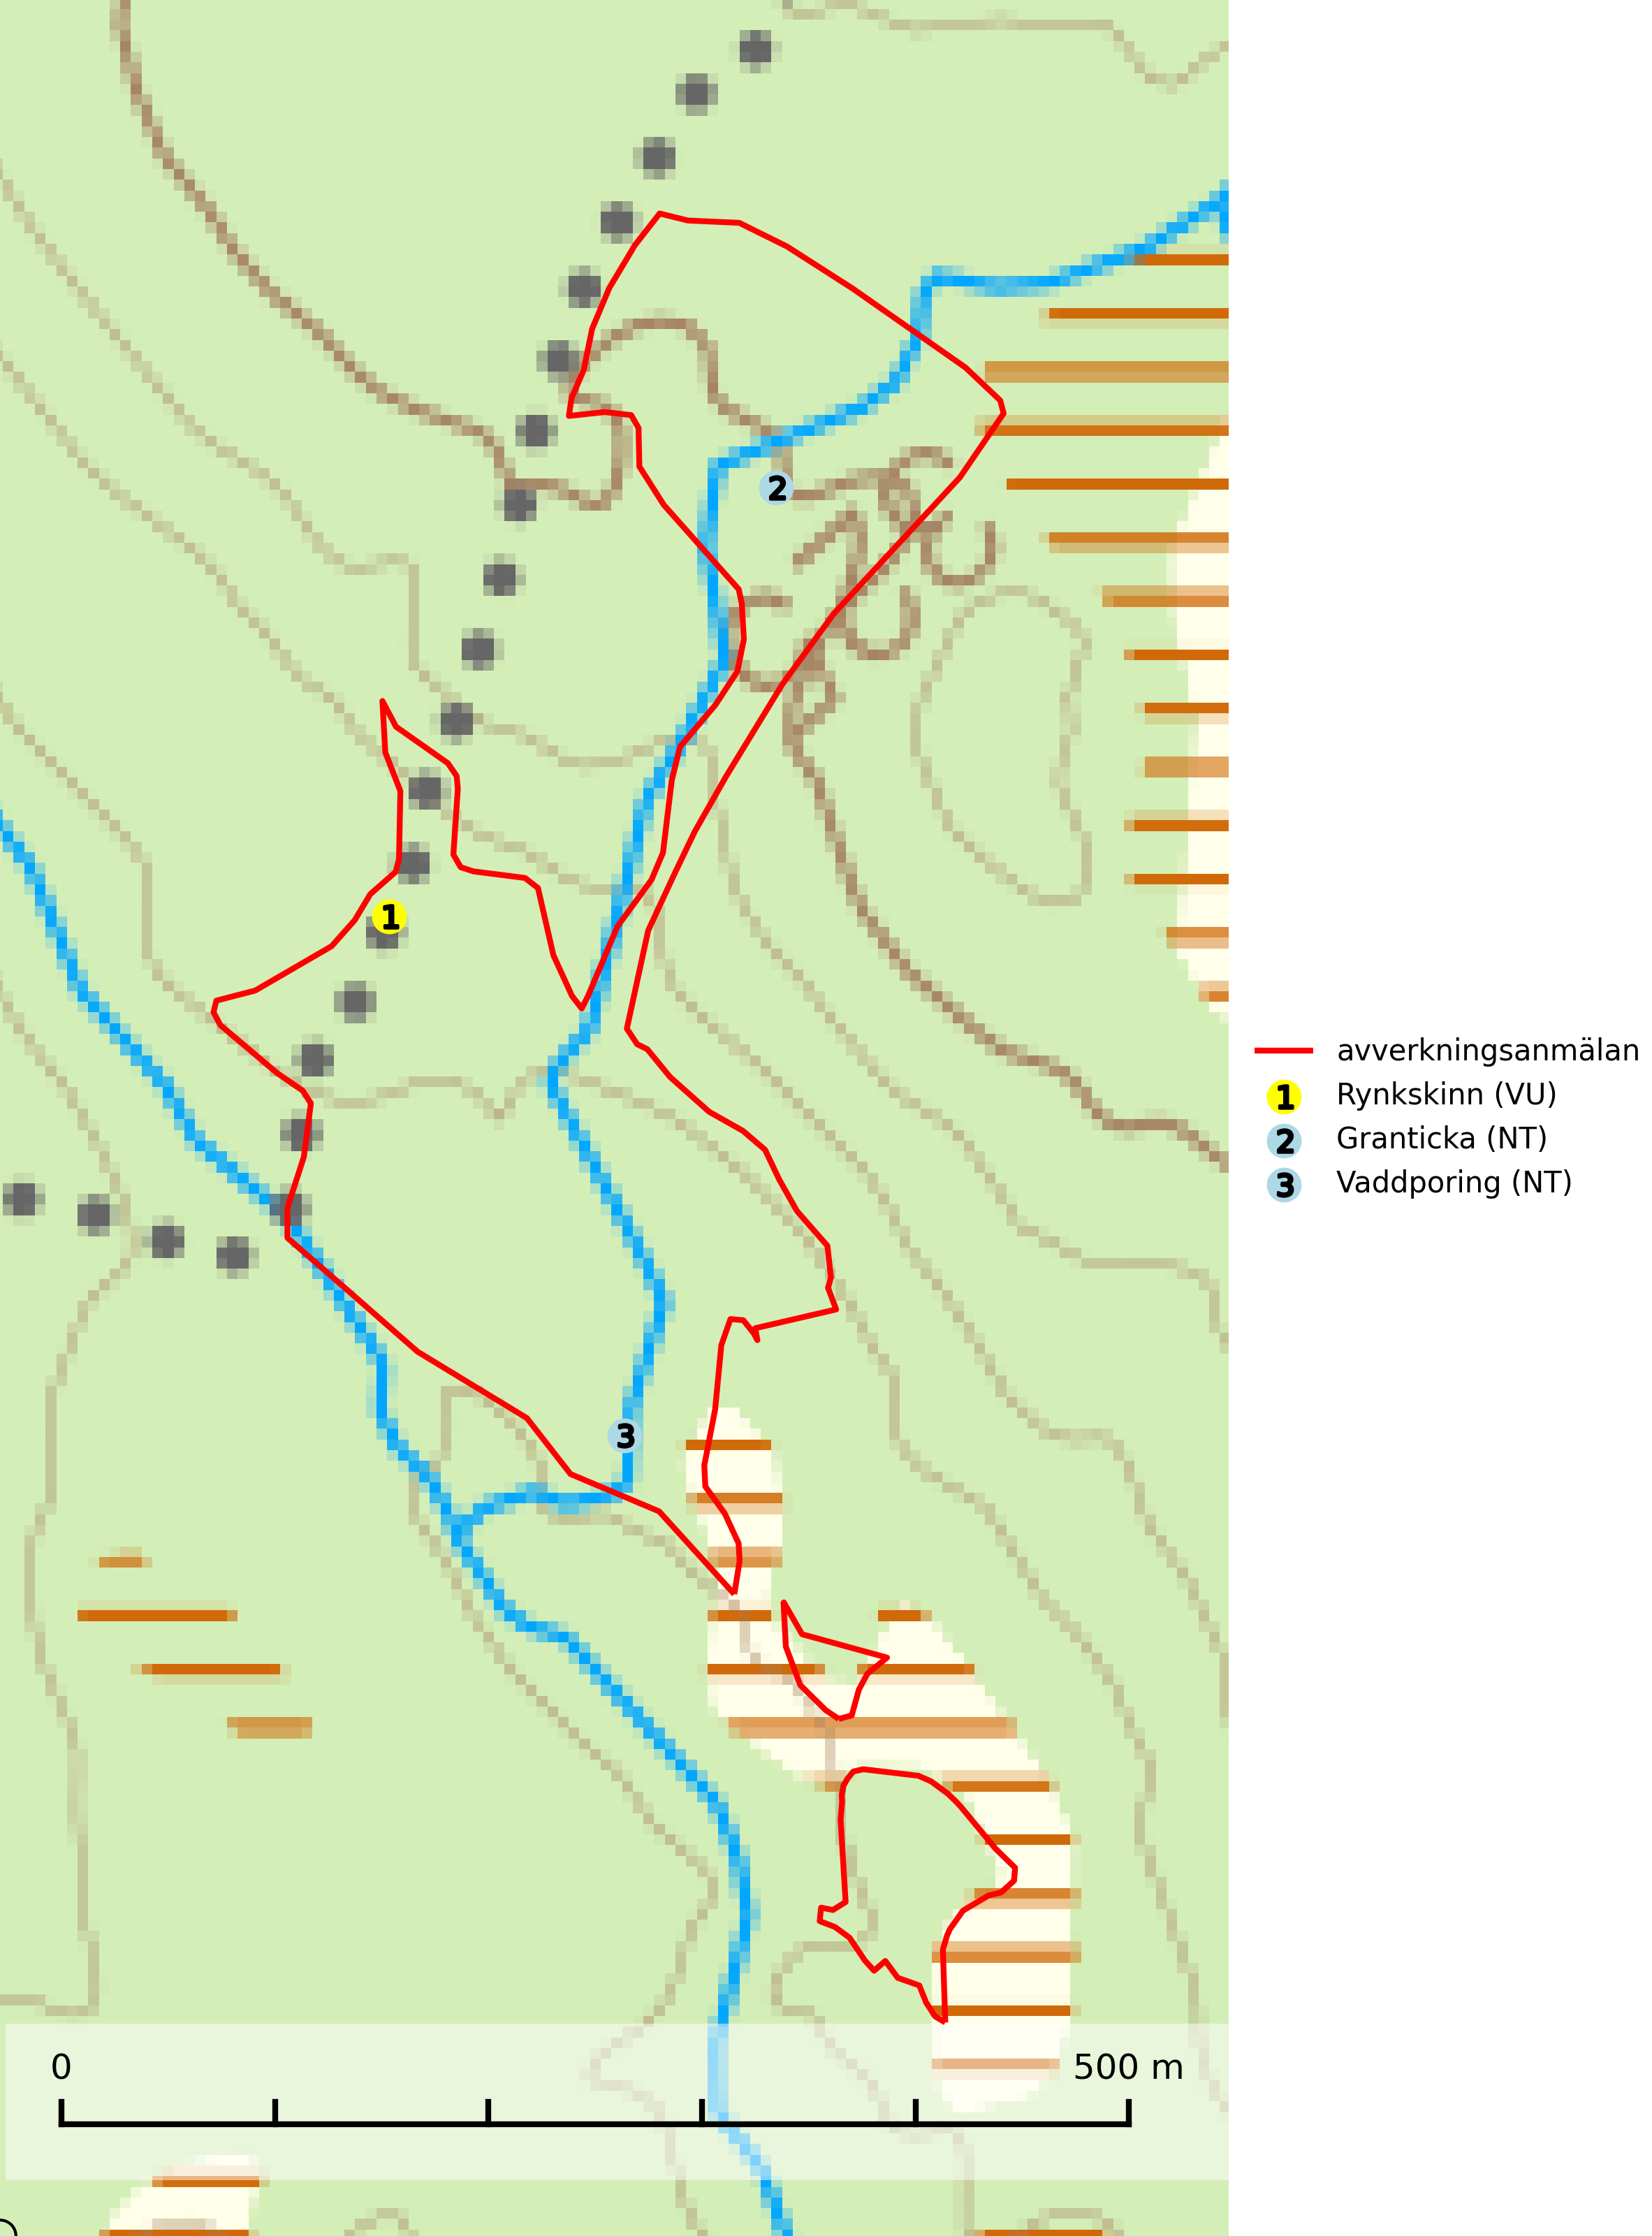 2
1
avverkningsanmälan
1 Rynkskinn (VU)
2 Granticka (NT)
3 Vaddporing (NT)
3
0 500 m